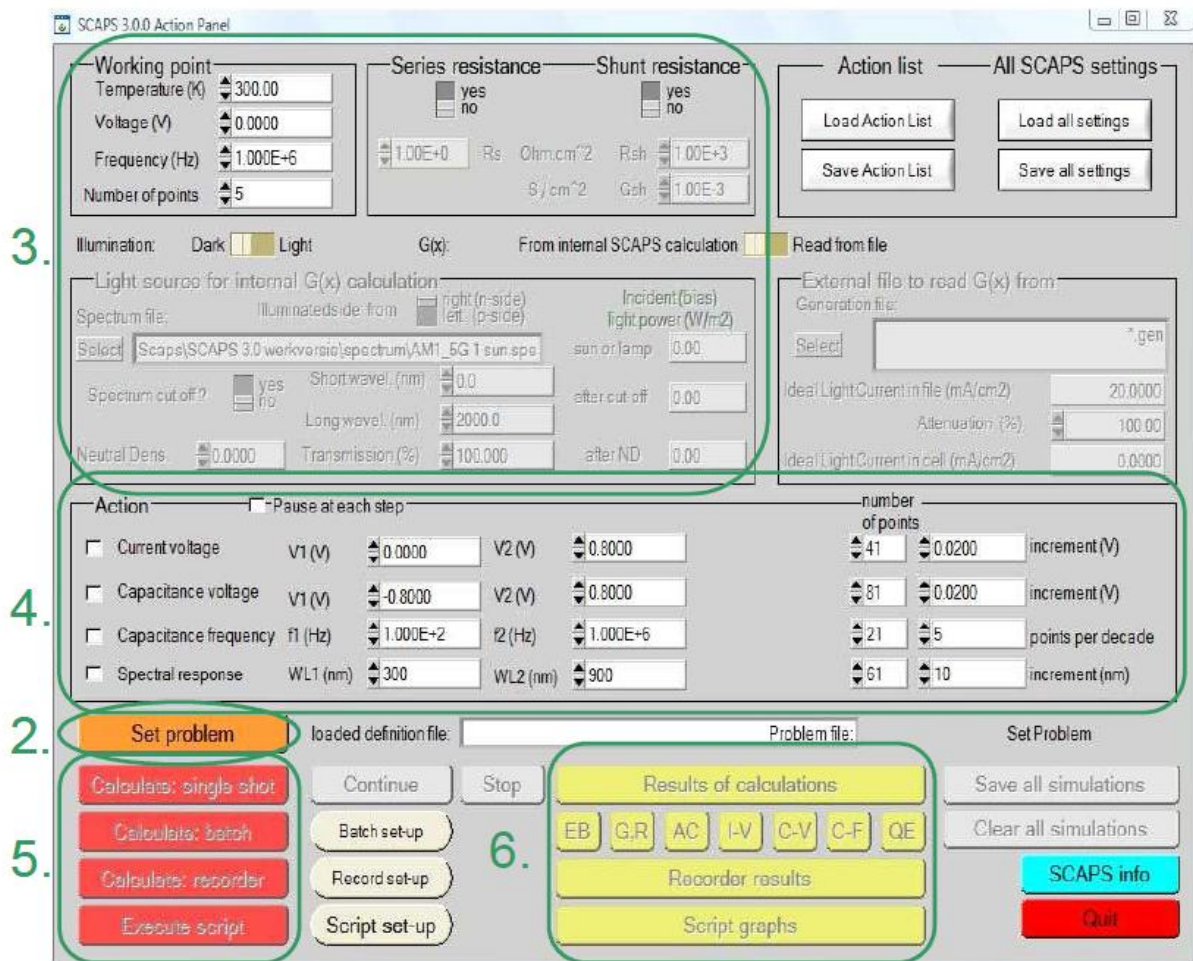 SCAPS 3.0.0 Action Panel
Working point
Temperature (K) 300.00
Voltage (V) 0.0000
Frequency (Hz) 1.000E+6
Number of points 5
Series resistance
yes
no
Shunt resistance
yes
no
1.00E+0 Rs Ohm.cm^2 Rsh 1.00E+3
S / cm^2 Gsh 1.00E-3
Action list
All SCAPS settings
Load Action List
Load all settings
Save Action List
Save all settings
3.
Illumination: Dark Light G(x): From internal SCAPS calculation Read from file
Light source for internal G(x) calculation
Spectrum file:
Illuminatedside from
right (n-side)
left (p-side)
Incident (bias)
light power (W/m2)
Select Scaps\SCAPS 3.0 werkversie\spectrum\AM1_5G 1 sun.spe
sun or lamp 0.00
Spectrum cut off ? yes
no
Short wavel. (nm) 0.0
Long wavel. (nm) 2000.0
after cut off 0.00
Neutral Dens. 0.0000 Transmission (%) 100.000 after ND 0.00
External file to read G(x) from
Generation file:
Select *.gen
Ideal Light Current in file (mA/cm2) 20.0000
Attenuation (%) 100.00
Ideal Light Current in cell (mA/cm2) 0.0000
4.
Action
Pause at each step
number
of points
Current voltage V1 (V) 0.0000 V2 (V) 0.8000 41 0.0200 increment (V)
Capacitance voltage V1 (V) -0.8000 V2 (V) 0.8000 81 0.0200 increment (V)
Capacitance frequency f1 (Hz) 1.000E+2 f2 (Hz) 1.000E+6 21 5 points per decade
Spectral response WL1 (nm) 300 WL2 (nm) 900 61 10 increment (nm)
2.
Set problem
loaded definition file:
Problem file:
Set Problem
5.
Calculate: single shot
Continue
Stop
Results of calculations
Save all simulations
Calculate: batch
Batch set-up
6.
EB G,R AC I-V C-V C-F QE
Clear all simulations
Calculate: recorder
Record set-up
Recorder results
SCAPS info
Execute script
Script set-up
Script graphs
Quit